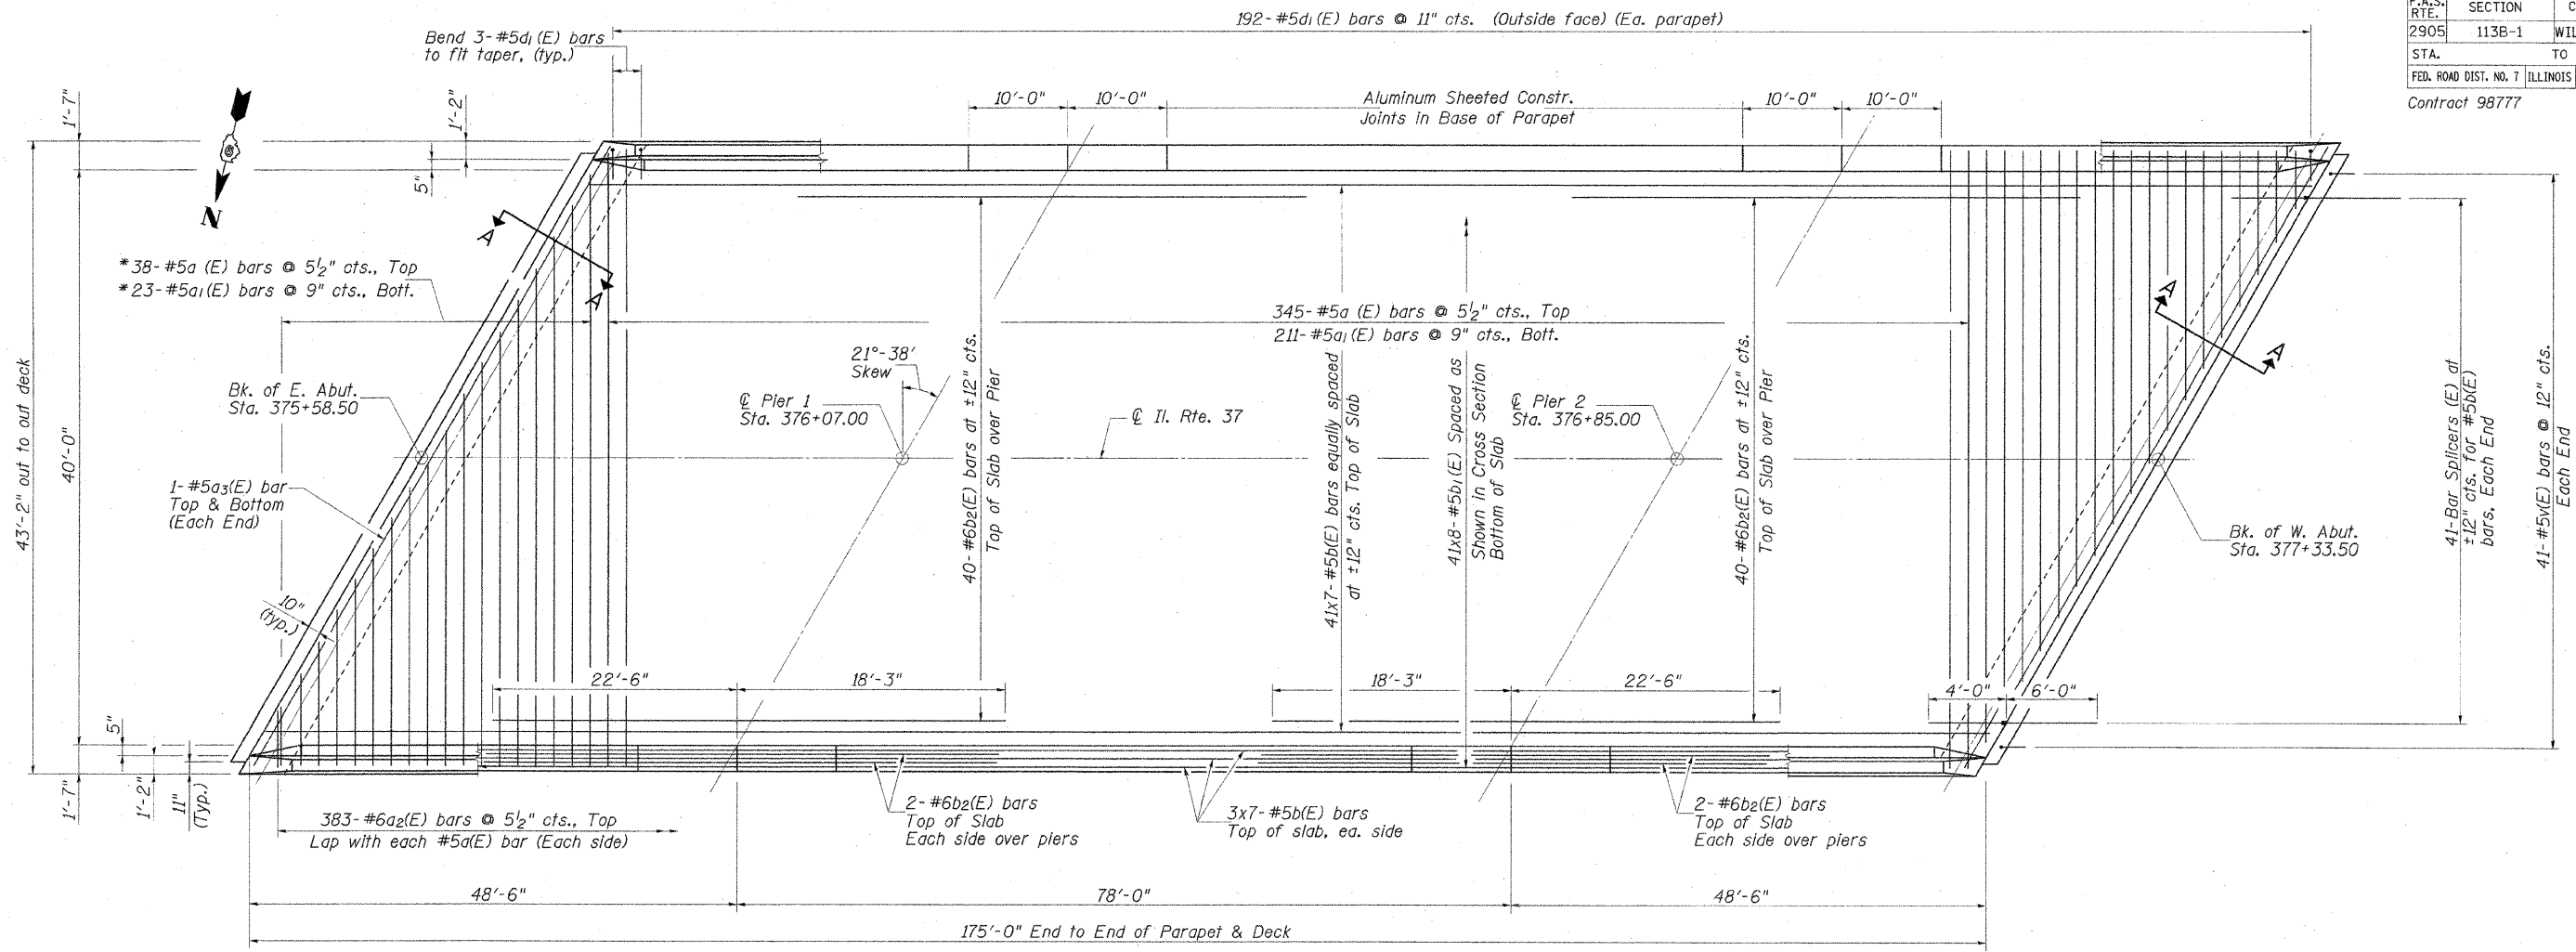 192-#5d1(E) bars @ 11" cts. (Outside face) (Ea. parapet)
F.A.S. RTE.
SECTION
2905
113B-1
STA.
TO
FED. ROAD DIST. NO. 7
ILLINOIS
Contract 98777
Bend 3-#5d1(E) bars
to fit taper, (typ.)
1'-7"
1'-2"
5"
10'-0"
10'-0"
Aluminum Sheeted Constr.
Joints in Base of Parapet
10'-0"
10'-0"
N
A
A
*38-#5a (E) bars @ 5½" cts., Top
*23-#5a1(E) bars @ 9" cts., Bott.
345-#5a (E) bars @ 5½" cts., Top
211-#5a1(E) bars @ 9" cts., Bott.
A
A
43'-2" out to out deck
40'-0"
Bk. of E. Abut.
Sta. 375+58.50
21°-38'
Skew
₵ Pier 1
Sta. 376+07.00
40-#6b2(E) bars at ±12" cts.
Top of Slab over Pier
₵ Il. Rte. 37
41x7-#5b(E) bars equally spaced
at ±12" cts. Top of Slab
41x8-#5b1(E) Spaced as
Shown in Cross Section
Bottom of Slab
₵ Pier 2
Sta. 376+85.00
40-#6b2(E) bars at ±12" cts.
Top of Slab over Pier
Bk. of W. Abut.
Sta. 377+33.50
41-Bar Splicers (E) at
±12" cts. for #5b(E)
bars, Each End
41-#5v(E) bars @ 12" cts.
Each End
1-#5a3(E) bar
Top & Bottom
(Each End)
10"
(typ.)
22'-6"
18'-3"
18'-3"
22'-6"
4'-0"
6'-0"
5"
1'-7"
1'-2"
11"
(Typ.)
383-#6a2(E) bars @ 5½" cts., Top
Lap with each #5a(E) bar (Each side)
2-#6b2(E) bars
Top of Slab
Each side over piers
3x7-#5b(E) bars
Top of slab, ea. side
2-#6b2(E) bars
Top of Slab
Each side over piers
48'-6"
78'-0"
48'-6"
175'-0" End to End of Parapet & Deck